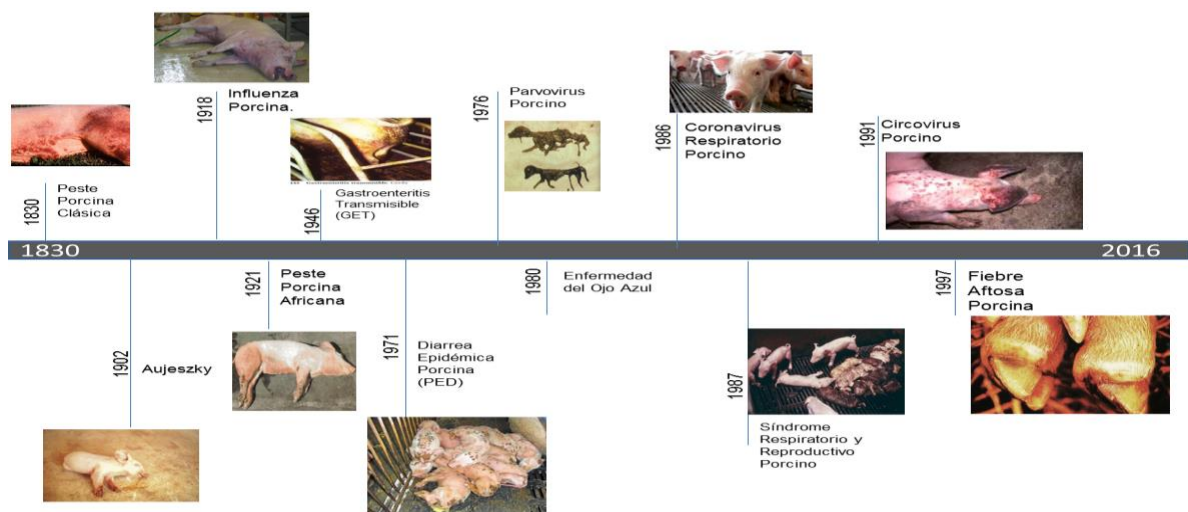 1830
Peste
Porcina
Clásica
1918
Influenza
Porcina.
1946
Gastroenteritis
Transmisible
(GET)
1976
Parvovirus
Porcino
1986
Coronavirus
Respiratorio
Porcino
1991
Circovirus
Porcino
1830
2016
1902
Aujeszky
1921
Peste
Porcina
Africana
1971
Diarrea
Epidémica
Porcina
(PED)
1980
Enfermedad
del Ojo Azul
1987
Síndrome
Respiratorio y
Reproductivo
Porcino
1997
Fiebre
Aftosa
Porcina